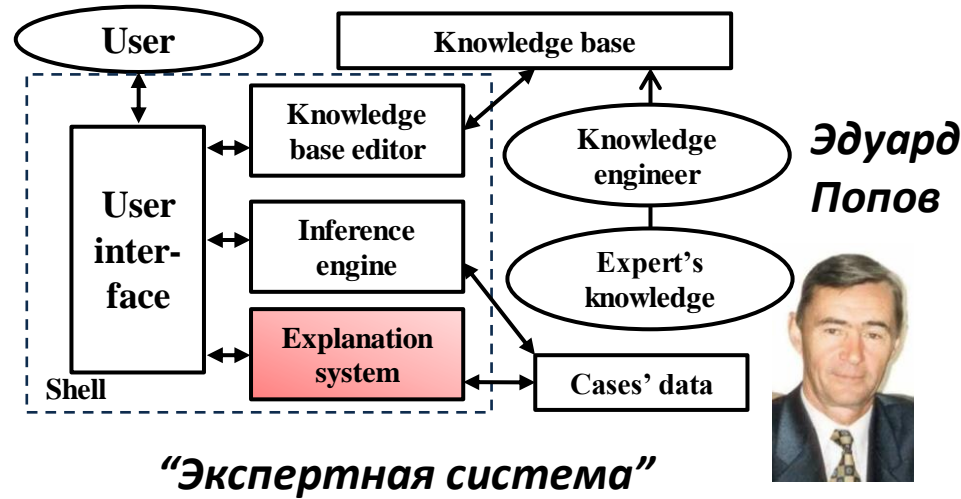 User
Knowledge base
Knowledge
base editor
Knowledge
engineer
Эдуард
Попов
User
inter-
face
Inference
engine
Expert's
knowledge
Explanation
system
Shell
Cases' data
“Экспертная система”